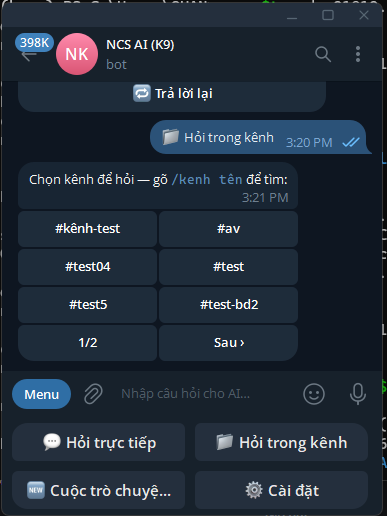 398K
NK
NCS AI (K9)
bot
Trả lời lại
Hỏi trong kênh 3:20 PM
Chọn kênh để hỏi — gõ /kenh tên để tìm:
3:21 PM
#kênh-test
#av
#test04
#test
#test5
#test-bd2
1/2
Sau ›
Menu
Nhập câu hỏi cho AI...
Hỏi trực tiếp
Hỏi trong kênh
NEW
Cuộc trò chuyệ...
Cài đặt